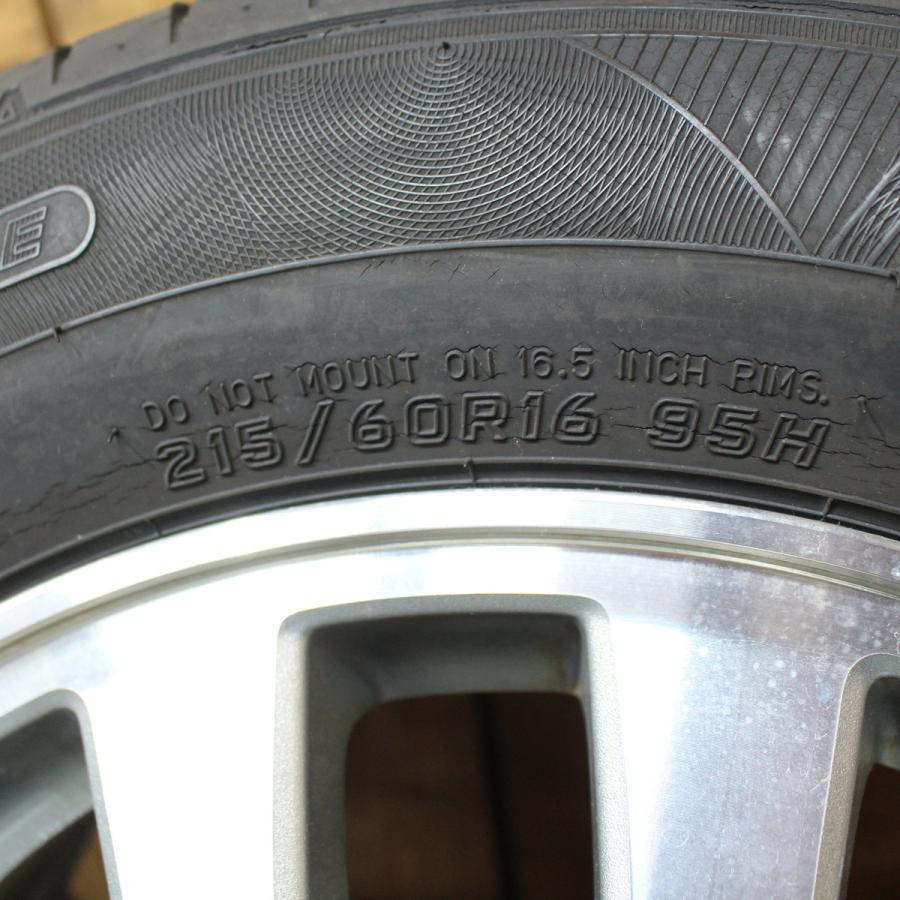 E
DO NOT MOUNT ON 16.5 INCH RIMS.
215/60R16 95H